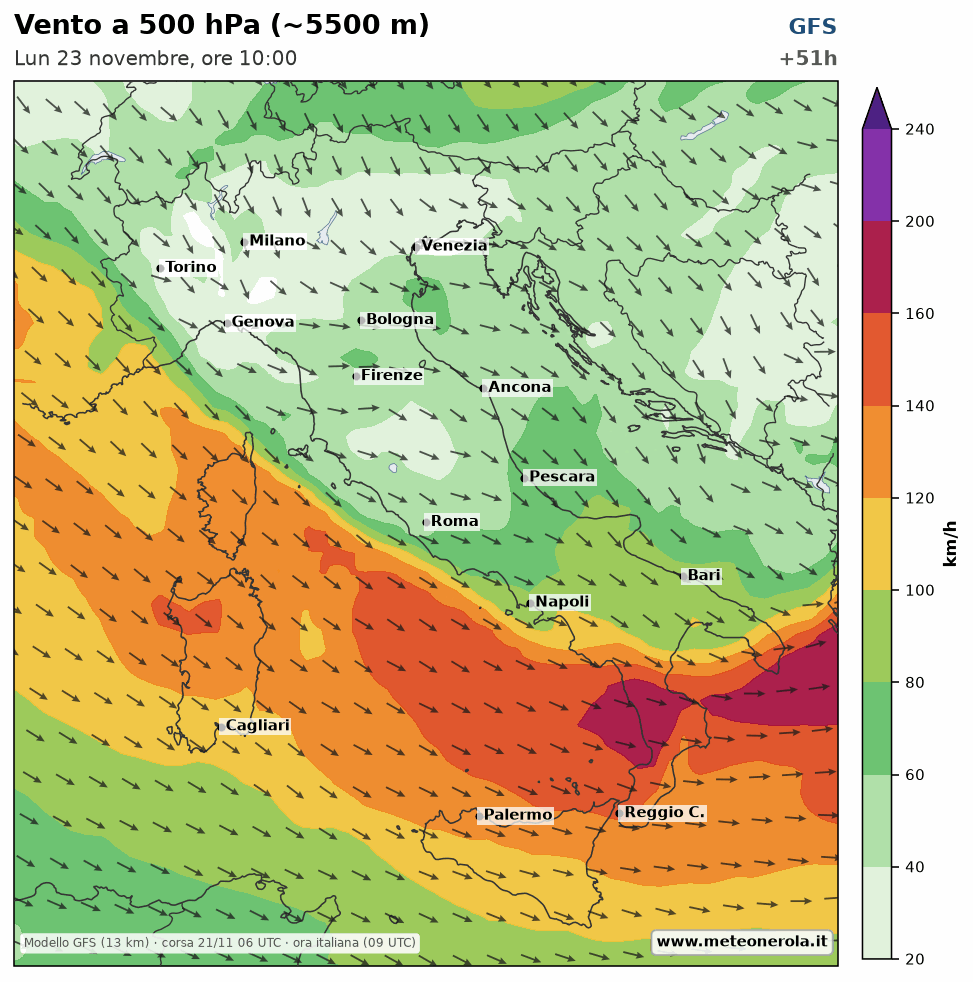 Vento a 500 hPa (~5500 m)
GFS
Lun 23 novembre, ore 10:00
+51h
Milano
Venezia
Torino
Genova
Bologna
Firenze
Ancona
Pescara
Roma
Bari
Napoli
Cagliari
Palermo
Reggio C.
240
200
160
140
120
100
80
60
40
20
km/h
Modello GFS (13 km) · corsa 21/11 06 UTC · ora italiana (09 UTC)
www.meteonerola.it